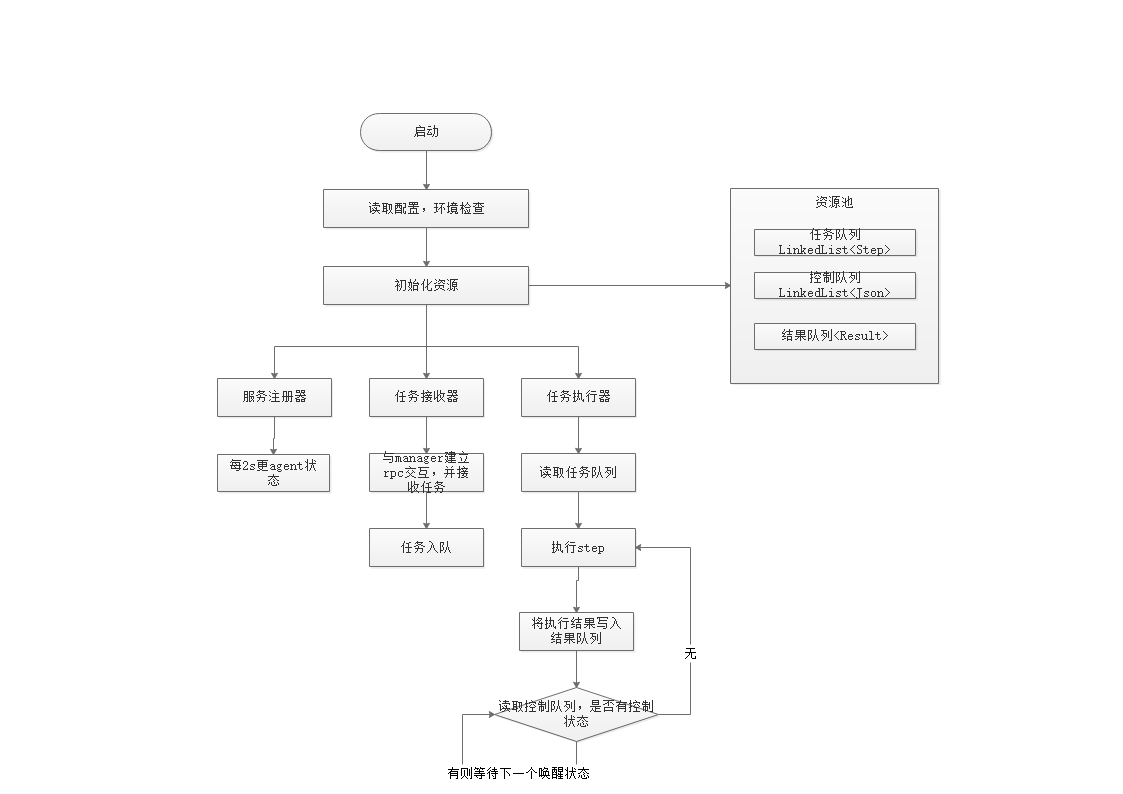 启动
读取配置，环境检查
初始化资源
资源池
任务队列
LinkedList<Step>
控制队列
LinkedList<Json>
结果队列<Result>
服务注册器
任务接收器
任务执行器
每2s更agent状
态
与manager建立
rpc交互，并接
收任务
读取任务队列
任务入队
执行step
将执行结果写入
结果队列
无
读取控制队列，是否有控制
状态
有则等待下一个唤醒状态